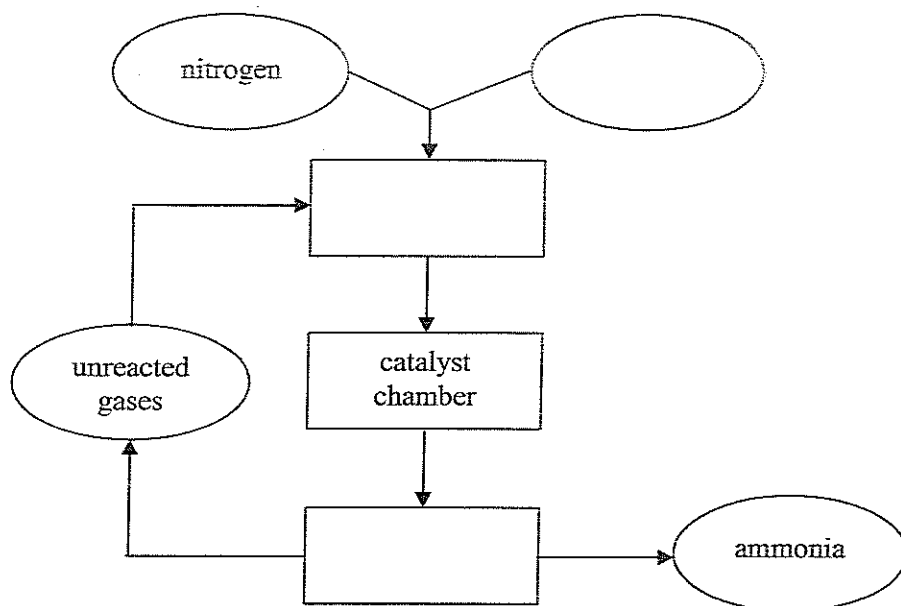 nitrogen
catalyst
chamber
unreacted
gases
ammonia